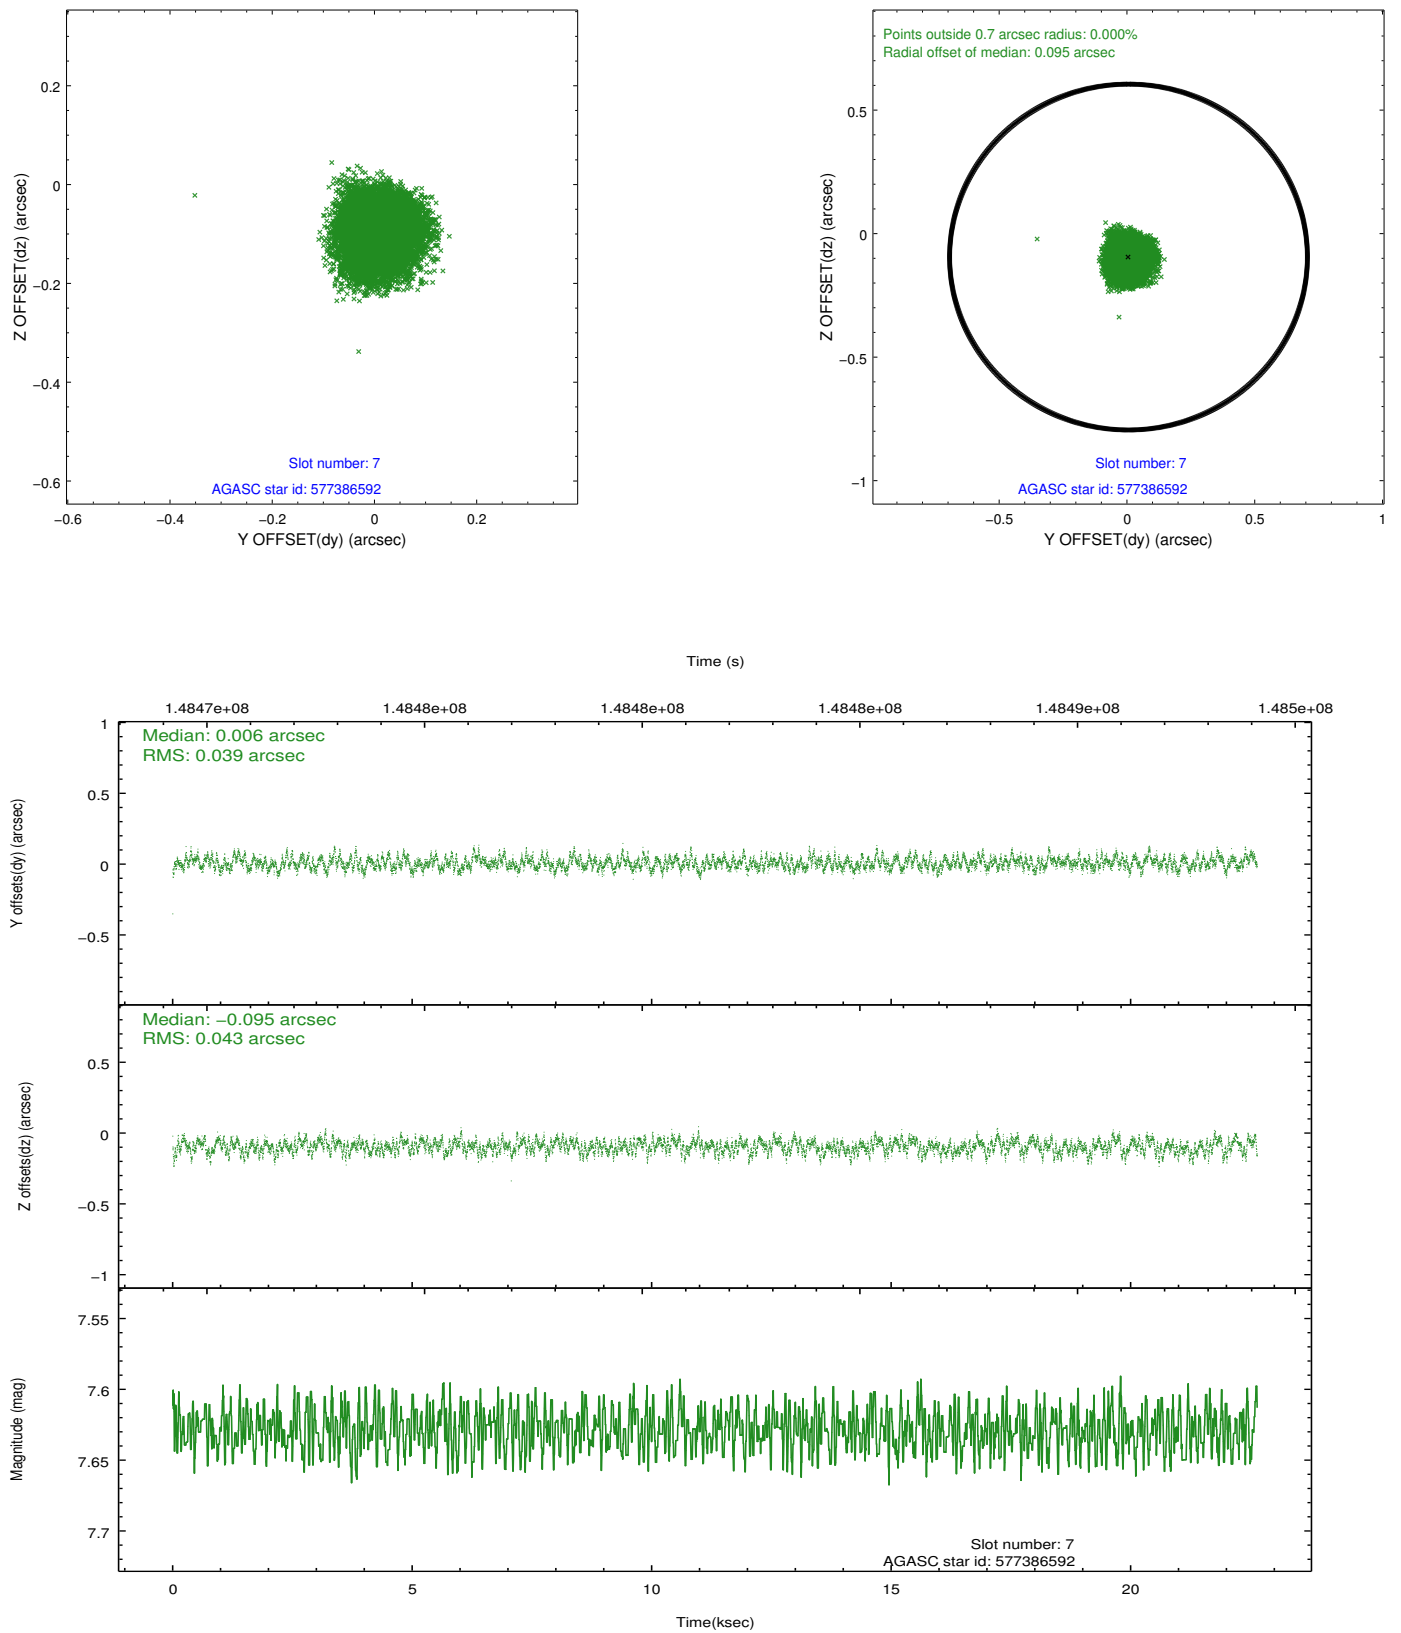 0.2
0
−0.2
−0.4
−0.6
Z OFFSET(dz) (arcsec)
Slot number: 7
AGASC star id: 577386592
−0.6
−0.4
−0.2
0
0.2
Y OFFSET(dy) (arcsec)
Points outside 0.7 arcsec radius: 0.000%
Radial offset of median: 0.095 arcsec
0.5
0
−0.5
−1
Z OFFSET(dz) (arcsec)
Slot number: 7
AGASC star id: 577386592
−0.5
0
0.5
1
Y OFFSET(dy) (arcsec)
Time (s)
1.4847e+08
1.4848e+08
1.4848e+08
1.4848e+08
1.4849e+08
1.485e+08
Median: 0.006 arcsec
RMS: 0.039 arcsec
1
0.5
0
−0.5
Y offsets(dy) (arcsec)
Median: −0.095 arcsec
RMS: 0.043 arcsec
0.5
0
−0.5
−1
Z offsets(dz) (arcsec)
7.55
7.6
7.65
7.7
Magnitude (mag)
Slot number: 7
AGASC star id: 577386592
0
5
10
15
20
Time(ksec)